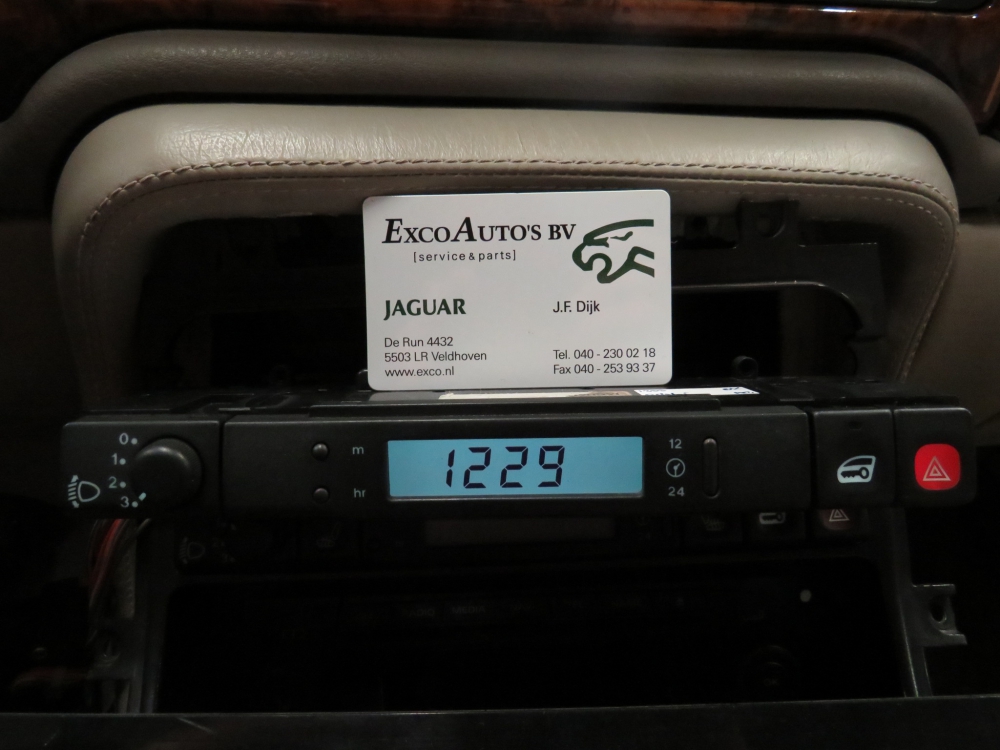 EXCOAUTO'S BV
[service & parts]
JAGUAR
J.F. Dijk
De Run 4432
5503 LR Veldhoven
www.exco.nl
Tel. 040 - 230 02 18
Fax 040 - 253 93 37
0
1
2
3
m
hr
1229
12
24